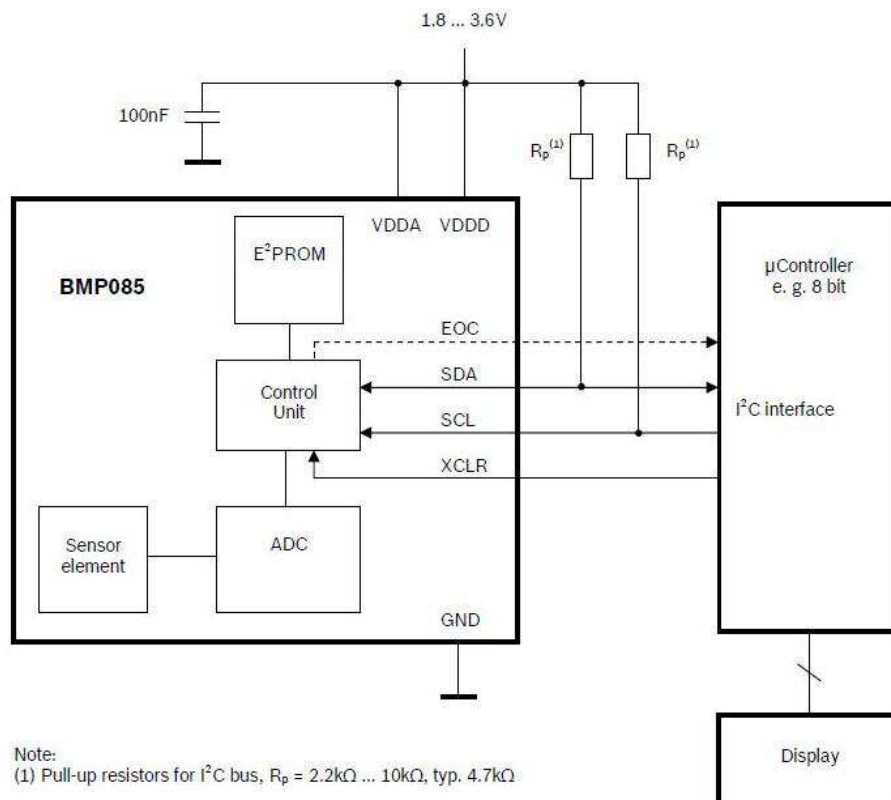 1.8 ... 3.6V
100nF
Rp(1)
Rp(1)
VDDA
VDDD
E²PROM
BMP085
µController
e. g. 8 bit
EOC
SDA
Control
Unit
I²C interface
SCL
XCLR
Sensor
element
ADC
GND
Display
Note:
(1) Pull-up resistors for I²C bus, Rp = 2.2kΩ ... 10kΩ, typ. 4.7kΩ